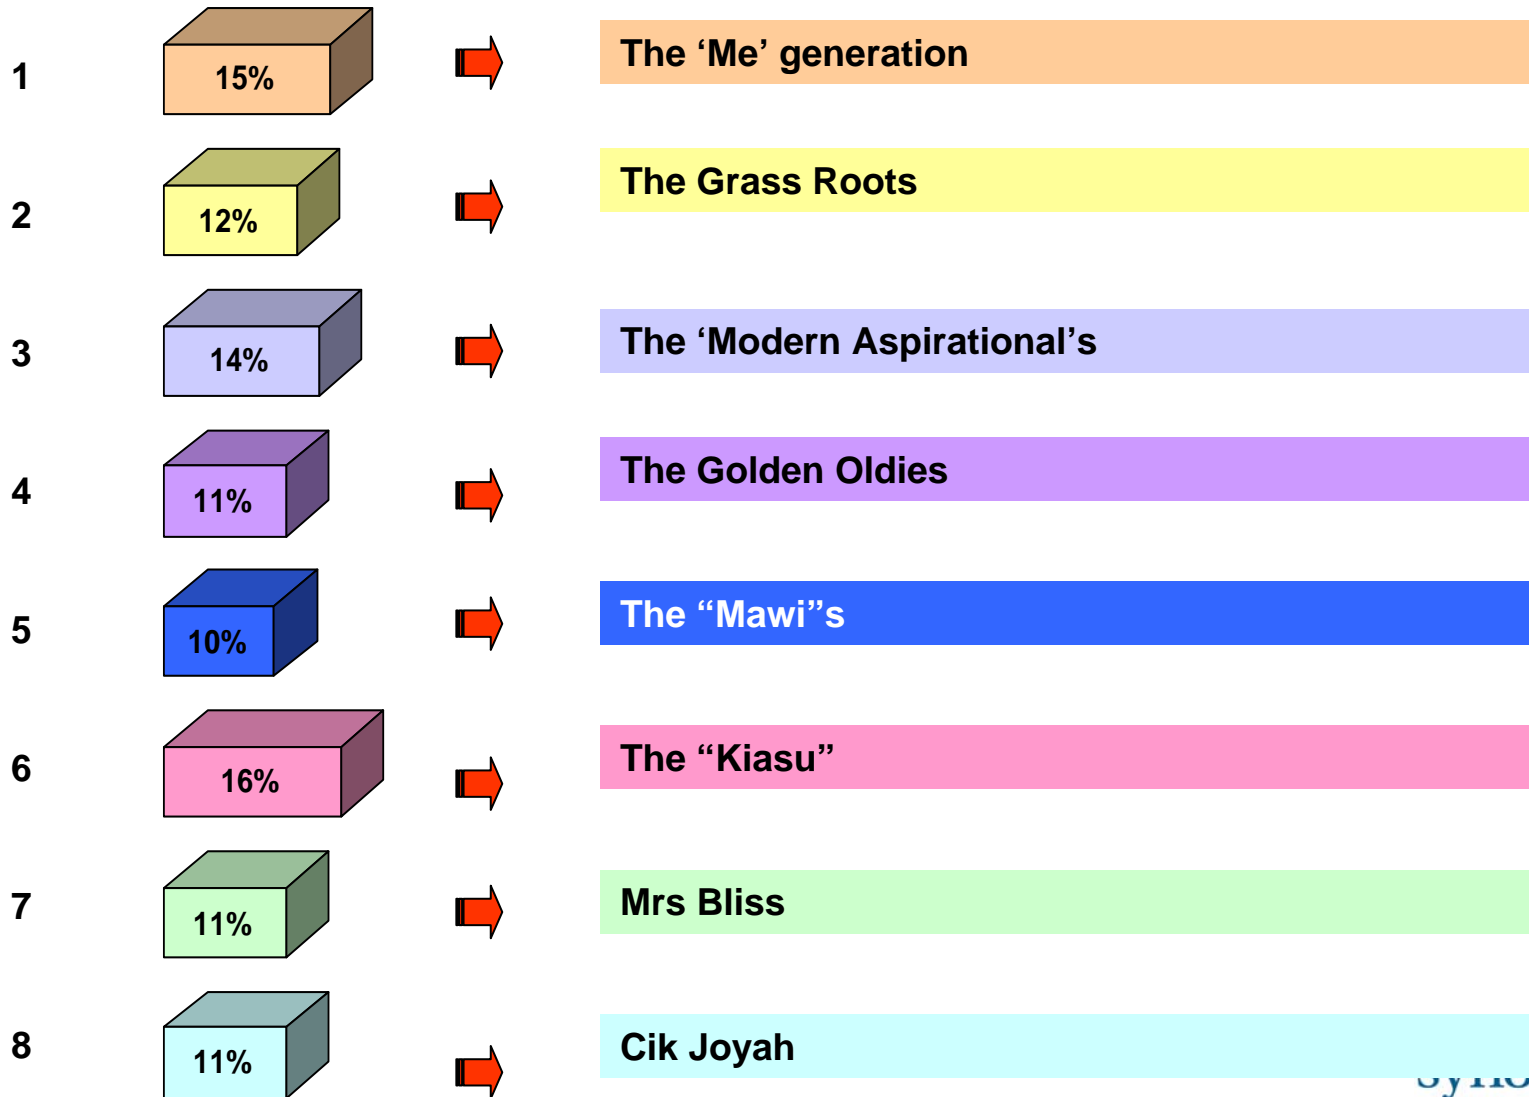 1 15% The ‘Me’ generation
2 12% The Grass Roots
3 14% The ‘Modern Aspirational’s
4 11% The Golden Oldies
5 10% The “Mawi”s
6 16% The “Kiasu”
7 11% Mrs Bliss
8 11% Cik Joyah